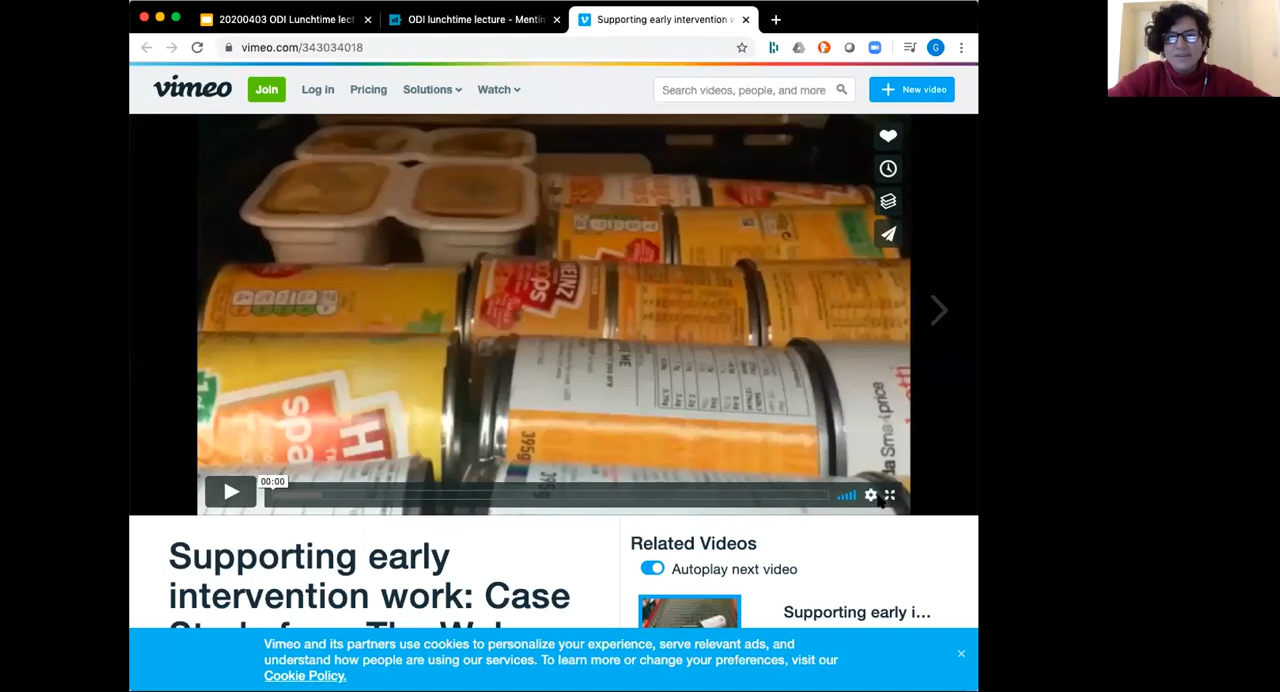 20200403 ODI Lunchtime lect
ODI lunchtime lecture - Mentin
Supporting early intervention w
vimeo.com/343034018
G
vimeo
Join
Log in
Pricing
Solutions
Watch
Search videos, people, and more
New video
HEINZ
ops
395g
H
spa
395g
Smartprice
00:00
Supporting early
intervention work: Case
Related Videos
Autoplay next video
Supporting early i...
Vimeo and its partners use cookies to personalize your experience, serve relevant ads, and
understand how people are using our services. To learn more or change your preferences, visit our
Cookie Policy.